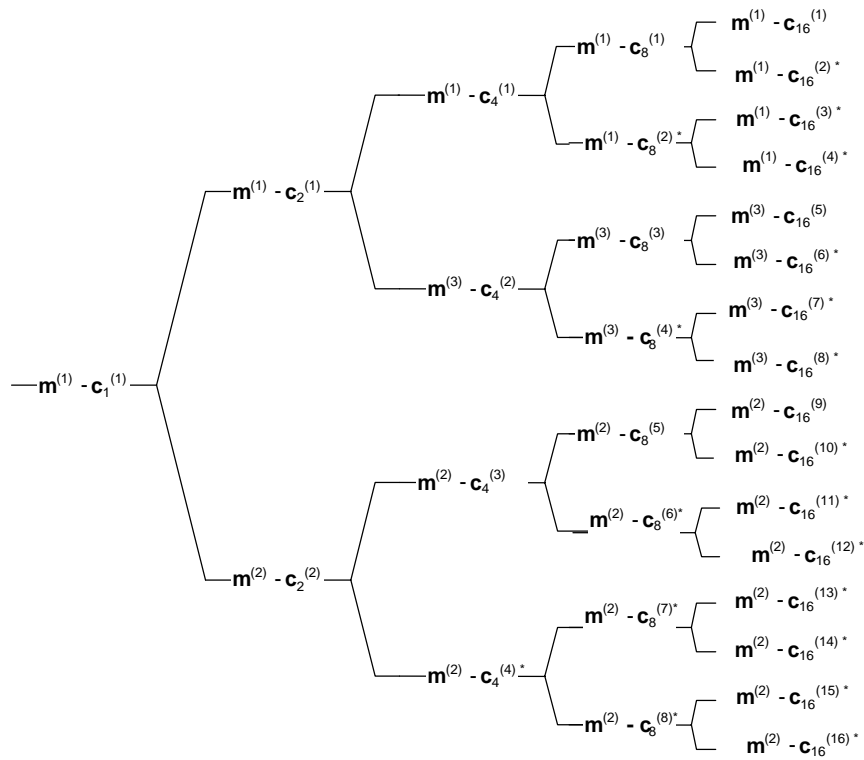 m(1) - c16(1)
m(1) - c8(1)
m(1) - c16(2) *
m(1) - c4(1)
m(1) - c16(3) *
m(1) - c8(2) *
m(1) - c16(4) *
m(1) - c2(1)
m(3) - c16(5)
m(3) - c8(3)
m(3) - c16(6) *
m(3) - c4(2)
m(3) - c16(7) *
m(3) - c8(4) *
m(3) - c16(8) *
m(1) - c1(1)
m(2) - c16(9)
m(2) - c8(5)
m(2) - c16(10) *
m(2) - c4(3)
m(2) - c16(11) *
m(2) - c8(6)*
m(2) - c16(12) *
m(2) - c2(2)
m(2) - c16(13) *
m(2) - c8(7)*
m(2) - c16(14) *
m(2) - c4(4) *
m(2) - c16(15) *
m(2) - c8(8)*
m(2) - c16(16) *